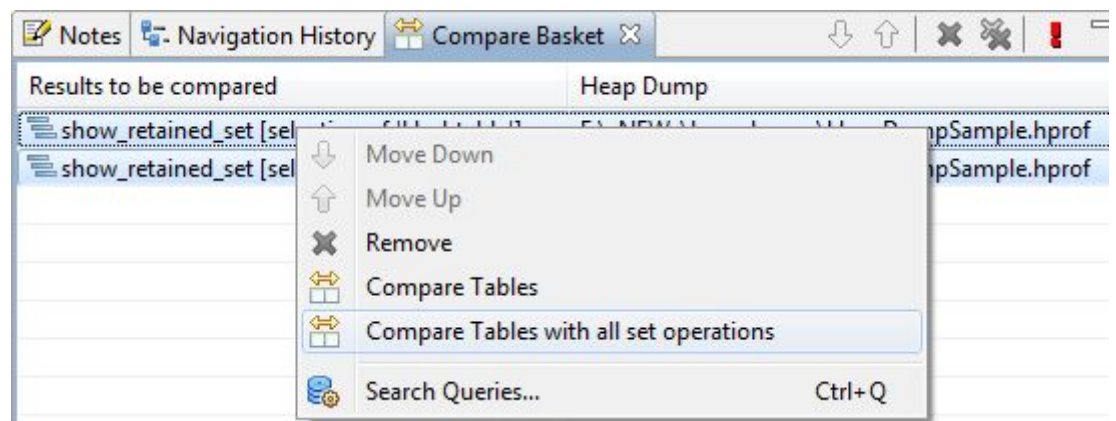 Notes Navigation History Compare Basket
Results to be compared Heap Dump
show_retained_set [sel pSample.hprof
show_retained_set [sel pSample.hprof
Move Down
Move Up
Remove
Compare Tables
Compare Tables with all set operations
Search Queries... Ctrl+Q